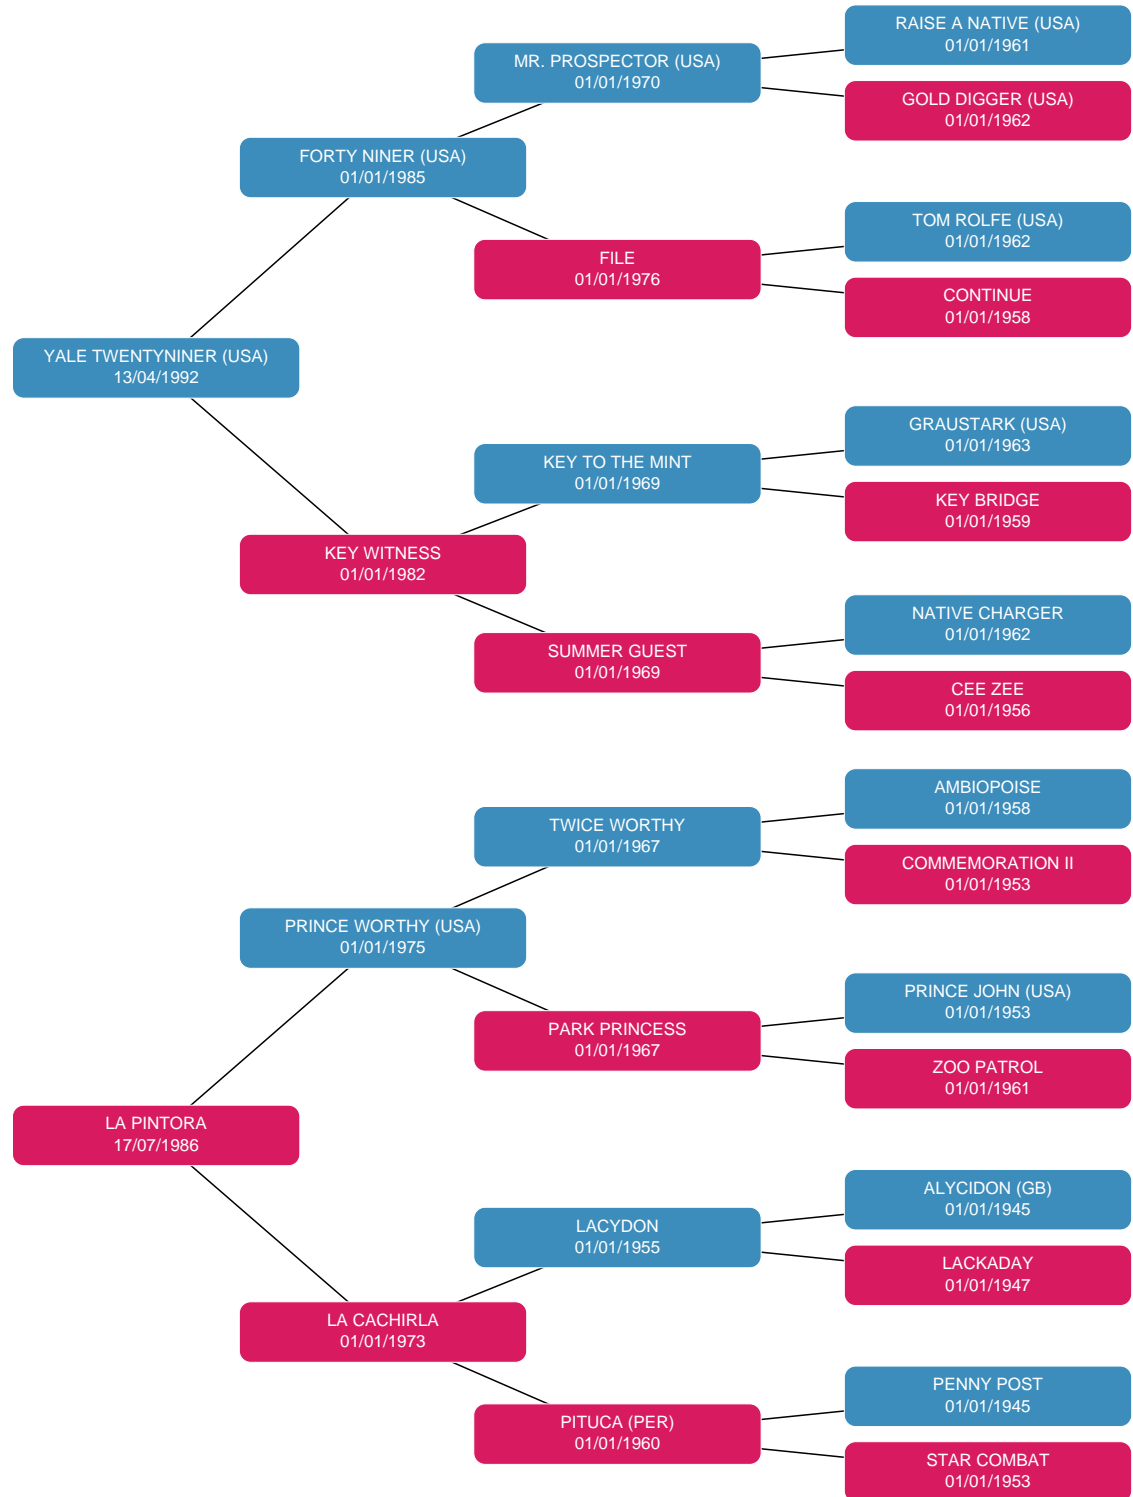 RAISE A NATIVE (USA)
01/01/1961
MR. PROSPECTOR (USA)
01/01/1970
GOLD DIGGER (USA)
01/01/1962
FORTY NINER (USA)
01/01/1985
TOM ROLFE (USA)
01/01/1962
FILE
01/01/1976
CONTINUE
01/01/1958
YALE TWENTYNINER (USA)
13/04/1992
GRAUSTARK (USA)
01/01/1963
KEY TO THE MINT
01/01/1969
KEY BRIDGE
01/01/1959
KEY WITNESS
01/01/1982
NATIVE CHARGER
01/01/1962
SUMMER GUEST
01/01/1969
CEE ZEE
01/01/1956
AMBIOPOISE
01/01/1958
TWICE WORTHY
01/01/1967
COMMEMORATION II
01/01/1953
PRINCE WORTHY (USA)
01/01/1975
PRINCE JOHN (USA)
01/01/1953
PARK PRINCESS
01/01/1967
ZOO PATROL
01/01/1961
LA PINTORA
17/07/1986
ALYCIDON (GB)
01/01/1945
LACYDON
01/01/1955
LACKADAY
01/01/1947
LA CACHIRLA
01/01/1973
PENNY POST
01/01/1945
PITUCA (PER)
01/01/1960
STAR COMBAT
01/01/1953